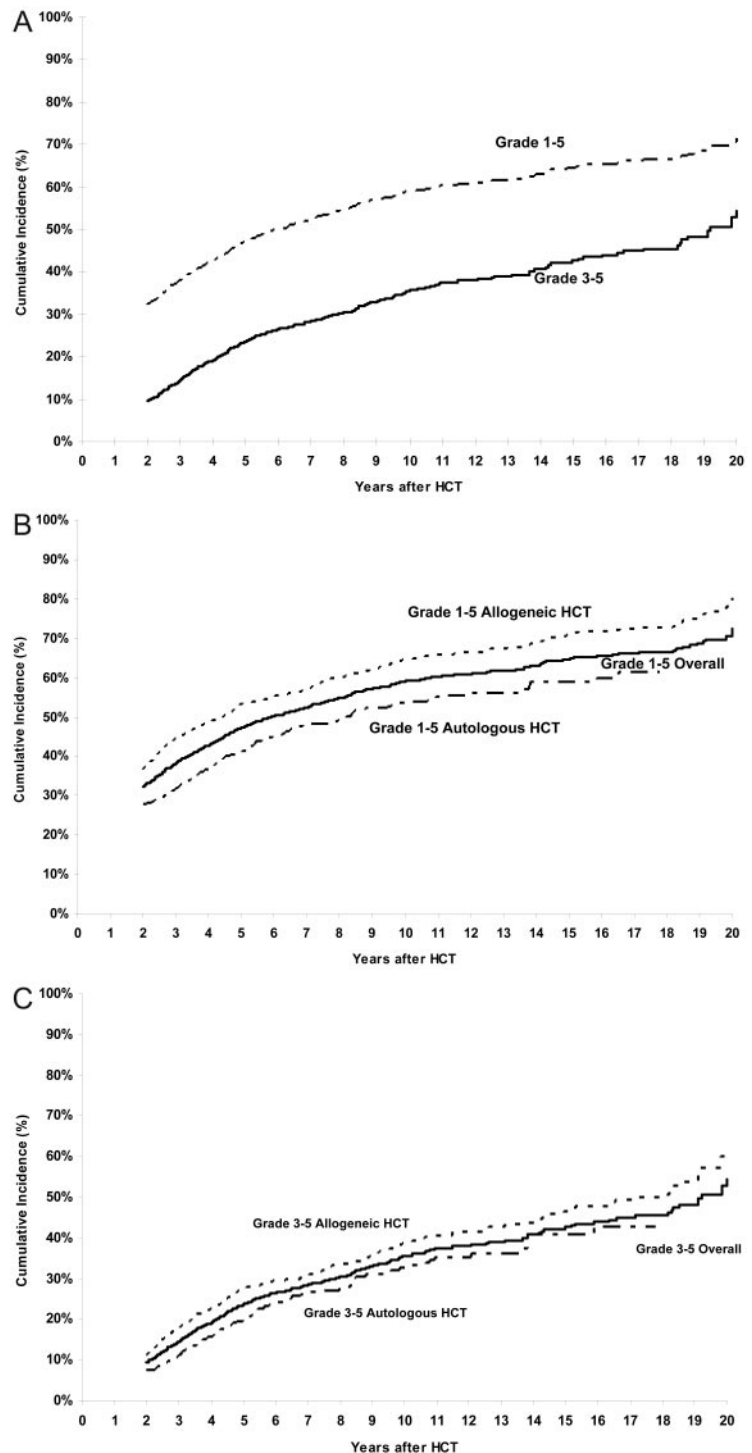 A
100%
90%
80%
70%
60%
50%
40%
30%
20%
10%
0%
Cumulative Incidence (%)
Grade 1-5
Grade 3-5
0 1 2 3 4 5 6 7 8 9 10 11 12 13 14 15 16 17 18 19 20
Years after HCT
B
100%
90%
80%
70%
60%
50%
40%
30%
20%
10%
0%
Cumulative Incidence (%)
Grade 1-5 Allogeneic HCT
Grade 1-5 Overall
Grade 1-5 Autologous HCT
0 1 2 3 4 5 6 7 8 9 10 11 12 13 14 15 16 17 18 19 20
Years after HCT
C
100%
90%
80%
70%
60%
50%
40%
30%
20%
10%
0%
Cumulative Incidence (%)
Grade 3-5 Allogeneic HCT
Grade 3-5 Overall
Grade 3-5 Autologous HCT
0 1 2 3 4 5 6 7 8 9 10 11 12 13 14 15 16 17 18 19 20
Years after HCT